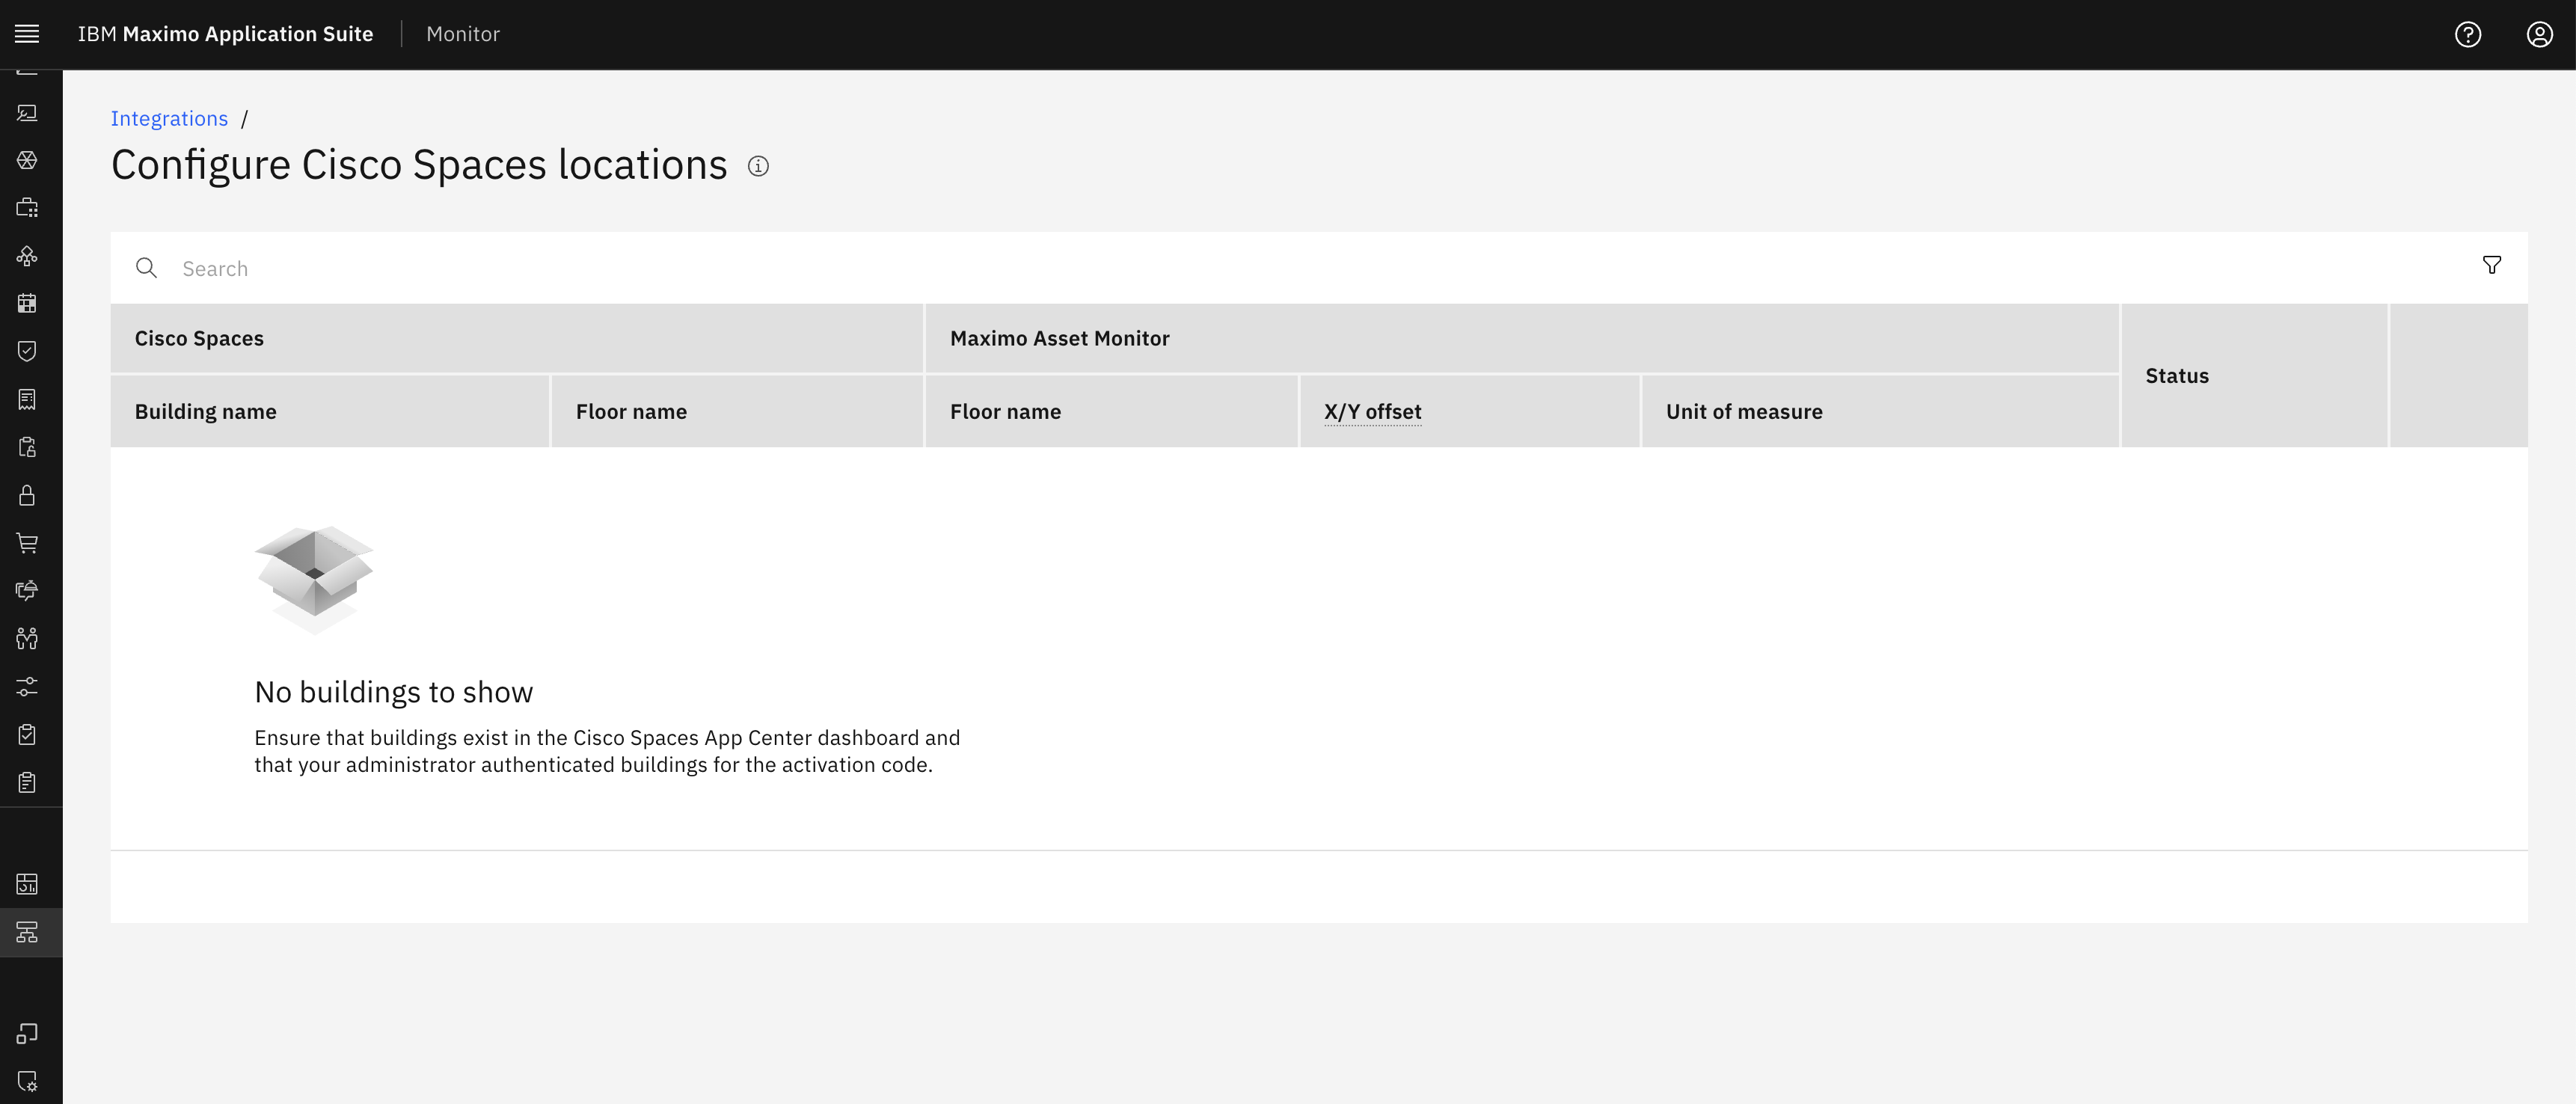 IBM Maximo Application Suite
Monitor
Integrations /
Configure Cisco Spaces locations
Search
Cisco Spaces
Maximo Asset Monitor
Status
Building name
Floor name
Floor name
X/Y offset
Unit of measure
No buildings to show
Ensure that buildings exist in the Cisco Spaces App Center dashboard and
that your administrator authenticated buildings for the activation code.